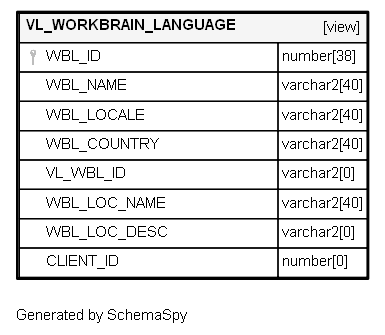 VL_WORKBRAIN_LANGUAGE [view]
WBL_ID number[38]
WBL_NAME varchar2[40]
WBL_LOCALE varchar2[40]
WBL_COUNTRY varchar2[40]
VL_WBL_ID varchar2[0]
WBL_LOC_NAME varchar2[40]
WBL_LOC_DESC varchar2[0]
CLIENT_ID number[0]
Generated by SchemaSpy